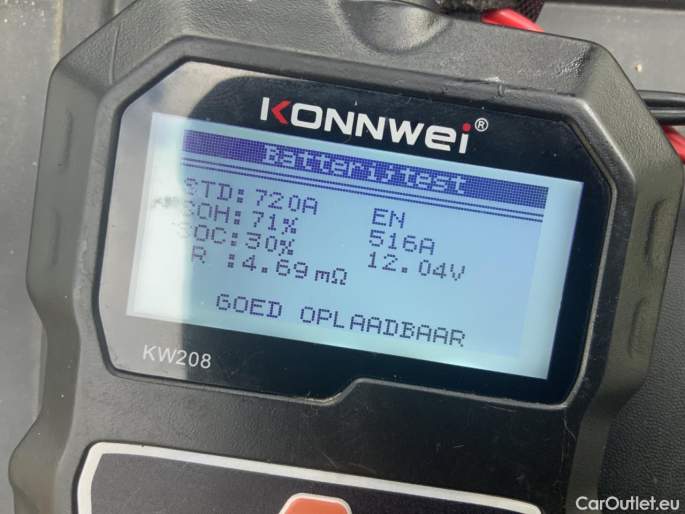 KONNWEI®
Batterijtest
STD:720A EN
SOH:71% 516A
SOC:30% 12.04V
R :4.69mΩ
GOED OPLAADBAAR
KW208
CarOutlet.eu